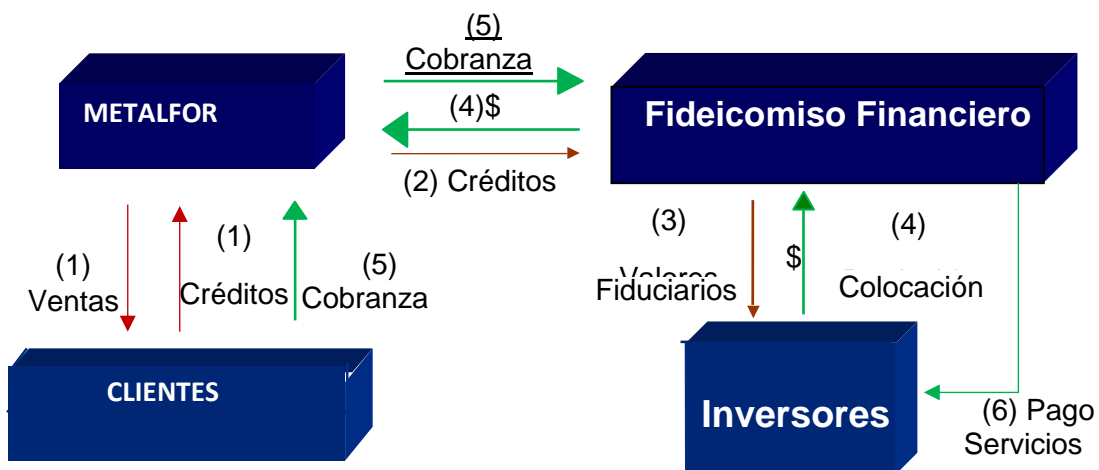 (5)
Cobranza
METALFOR
(4)$
(2) Créditos
Fideicomiso Financiero
(1)
Ventas
(1)
Créditos
(5)
Cobranza
(3)
Valores
Fiduciarios
$
(4)
Colocación
CLIENTES
Inversores
(6) Pago
Servicios